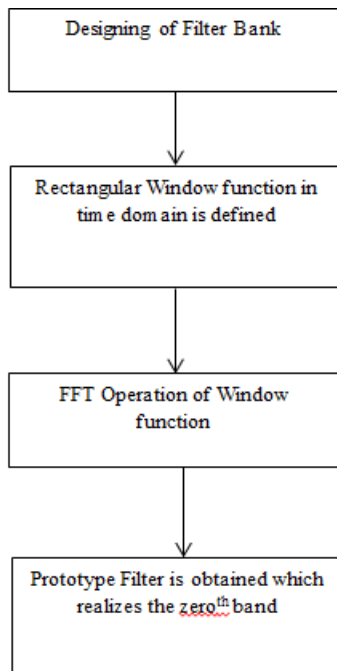 Designing of Filter Bank
Rectangular Window function in
time domain is defined
FFT Operation of Window
function
Prototype Filter is obtained which
realizes the zeroth band